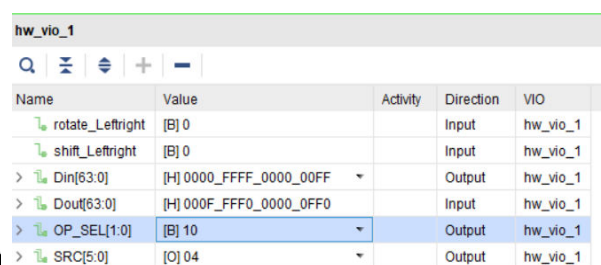 hw_vio_1
Name Value Activity Direction VIO
rotate_Leftright [B] 0 Input hw_vio_1
shift_Leftright [B] 0 Input hw_vio_1
Din[63:0] [H] 0000_FFFF_0000_00FF Output hw_vio_1
Dout[63:0] [H] 000F_FFF0_0000_0FF0 Input hw_vio_1
OP_SEL[1:0] [B] 10 Output hw_vio_1
SRC[5:0] [O] 04 Output hw_vio_1